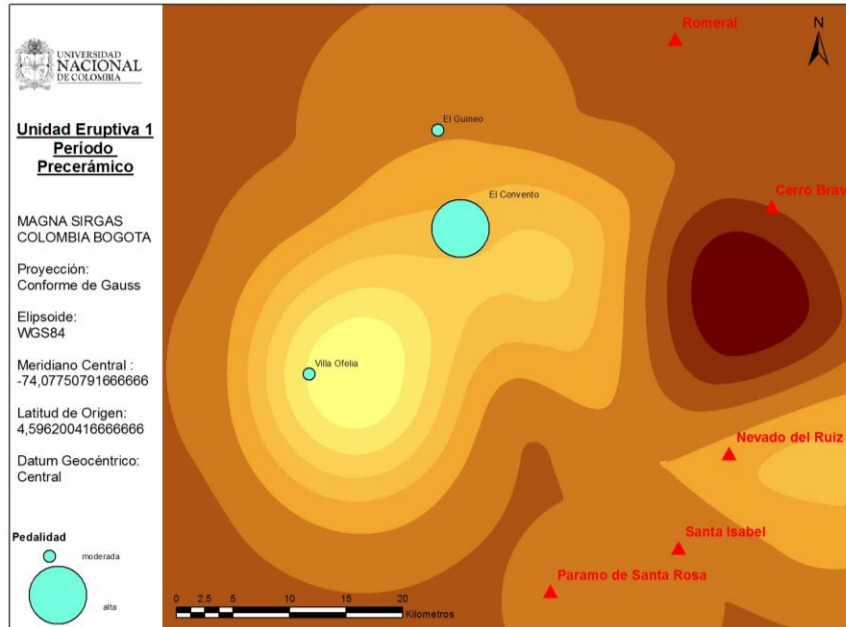 UNIVERSIDAD
NACIONAL
DE COLOMBIA
Unidad Eruptiva 1
Período
Precerámico
MAGNA SIRGAS
COLOMBIA BOGOTA
Proyección:
Conforme de Gauss
Elipsoide:
WGS84
Meridiano Central :
-74,07750791666666
Latitud de Origen:
4,596200416666666
Datum Geocéntrico:
Central
Pedalidad
moderada
alta
Romeral
N
El Guineo
El Convento
Cerro Brav
Villa Ofelia
Nevado del Ruiz
Santa Isabel
Paramo de Santa Rosa
0 2,5 5 10 15 20
Kilometros